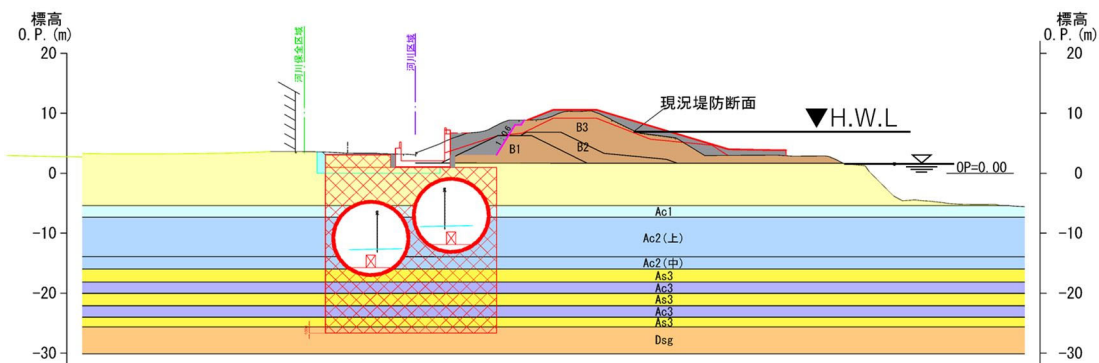 標高
O.P.(m)
標高
O.P.(m)
20
10
0
-10
-20
-30
20
10
0
-10
-20
-30
河川保全区域
河川区域
現況堤防断面
▼H.W.L
OP=0.00
B3
B1
B2
Ac1
Ac2(上)
Ac2(中)
As3
Ac3
As3
Ac3
As3
Dsg